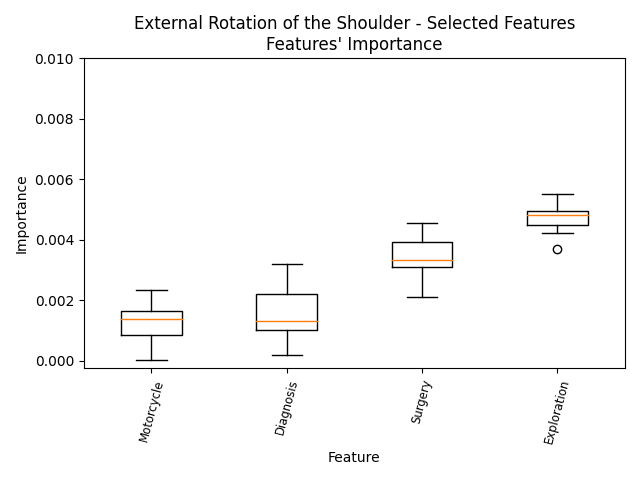 External Rotation of the Shoulder - Selected Features
Features' Importance
0.010
0.008
0.006
0.004
0.002
0.000
Importance
Motorcycle
Diagnosis
Surgery
Exploration
Feature